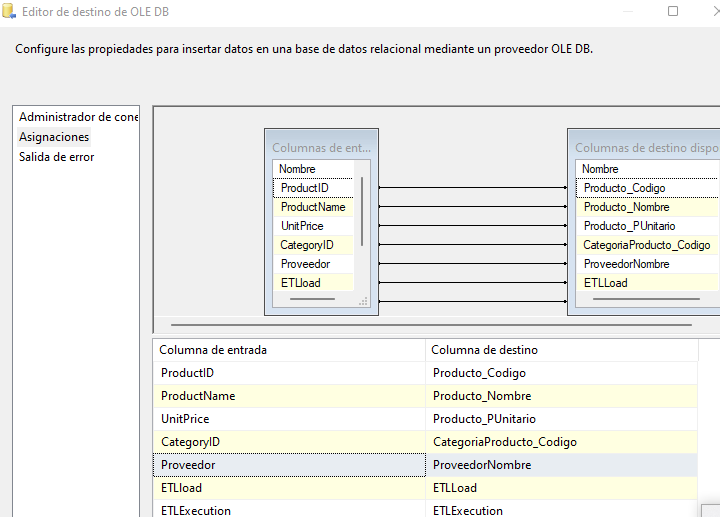 Editor de destino de OLE DB
Configure las propiedades para insertar datos en una base de datos relacional mediante un proveedor OLE DB.
Administrador de cone
Asignaciones
Salida de error
Columnas de ent...
Nombre
ProductID
ProductName
UnitPrice
CategoryID
Proveedor
ETLload
Columnas de destino dispo
Nombre
Producto_Codigo
Producto_Nombre
Producto_PUnitario
CategoriaProducto_Codigo
ProveedorNombre
ETLLoad
Columna de entrada Columna de destino
ProductID Producto_Codigo
ProductName Producto_Nombre
UnitPrice Producto_PUnitario
CategoryID CategoriaProducto_Codigo
Proveedor ProveedorNombre
ETLload ETLLoad
ETLExecution ETLExecution